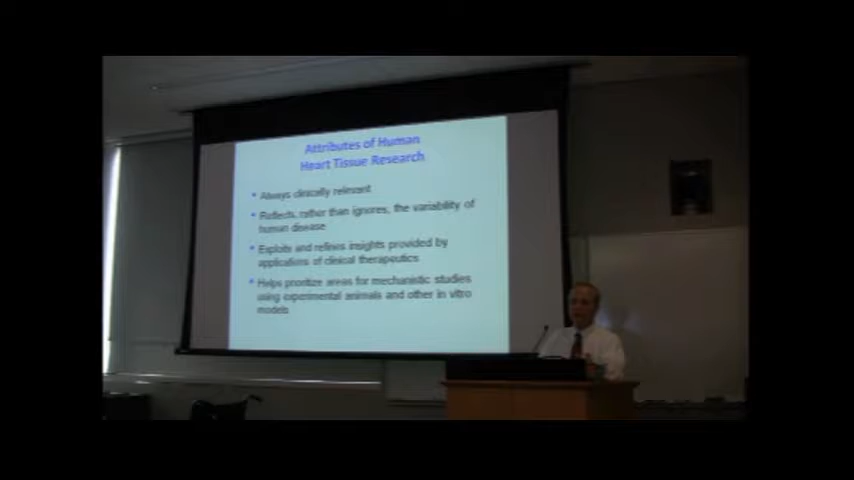 Attributes of Human
Heart Tissue Research
• Always clinically relevant
• Reflects, rather than ignores, the variability of
human disease
• Exploits and refines insights provided by
applications of clinical therapeutics
• Helps prioritize areas for mechanistic studies
using experimental animals and other in vitro
models